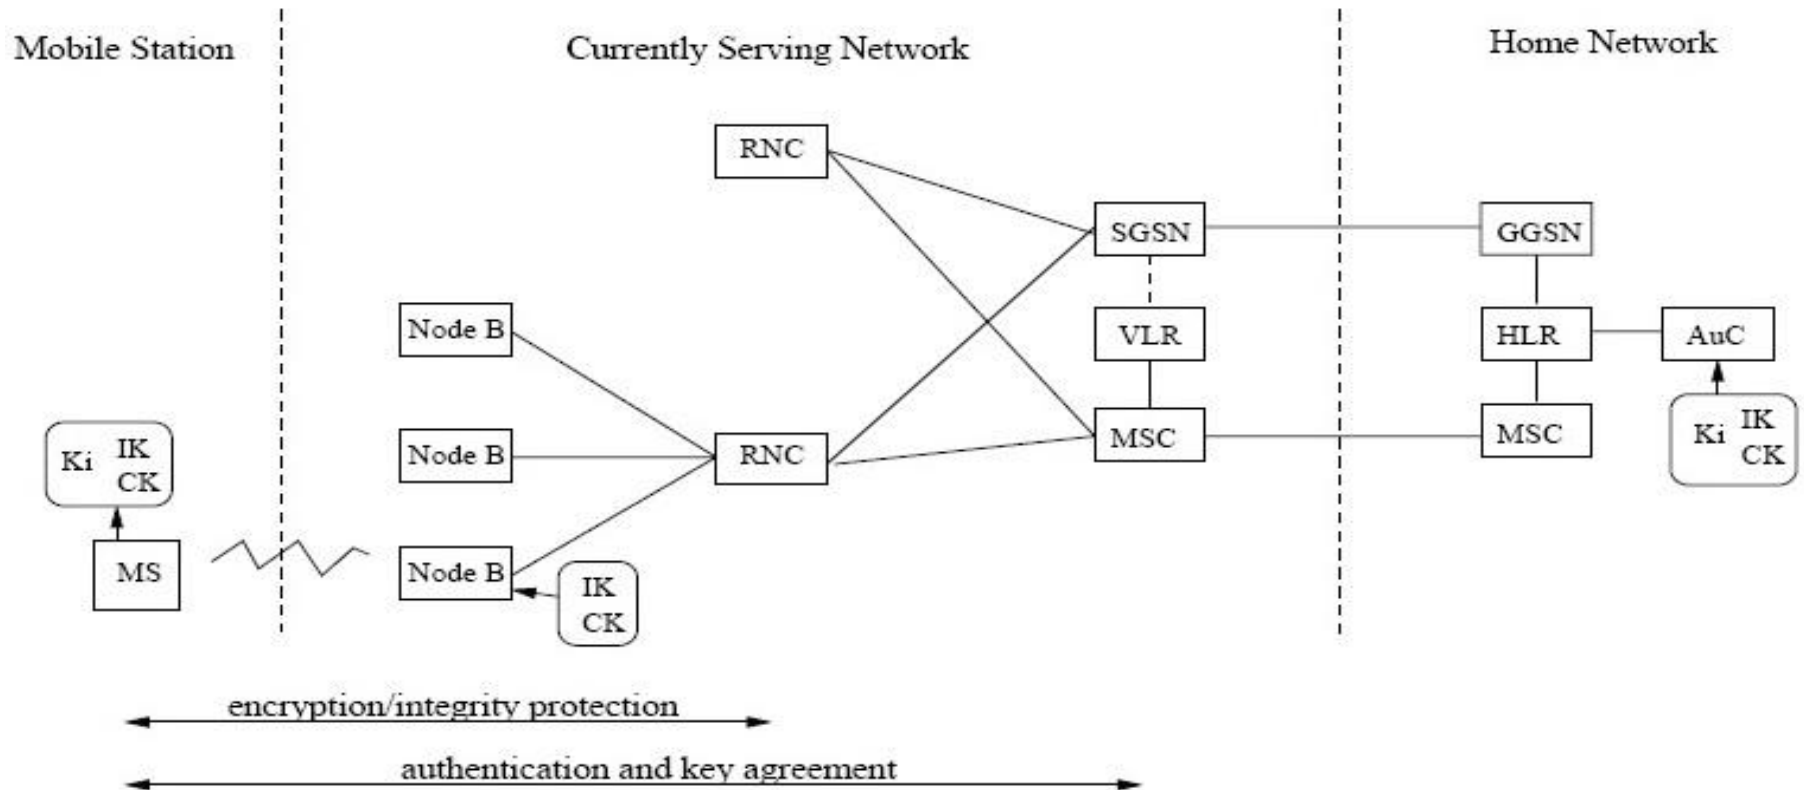 Mobile Station
Currently Serving Network
Home Network
RNC
SGSN
GGSN
Node B
VLR
HLR
AuC
Node B
RNC
MSC
MSC
Ki IK
CK
Ki IK
CK
MS
Node B
IK
CK
encryption/integrity protection
authentication and key agreement